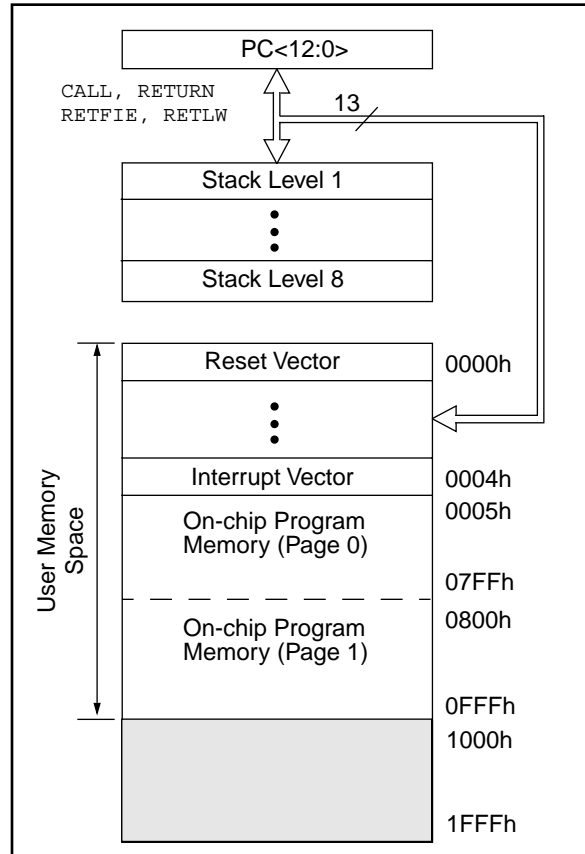 PC<12:0>
CALL, RETURN
RETFIE, RETLW
13
Stack Level 1
Stack Level 8
User Memory
Space
Reset Vector
0000h
Interrupt Vector
0004h
0005h
On-chip Program
Memory (Page 0)
07FFh
0800h
On-chip Program
Memory (Page 1)
0FFFh
1000h
1FFFh